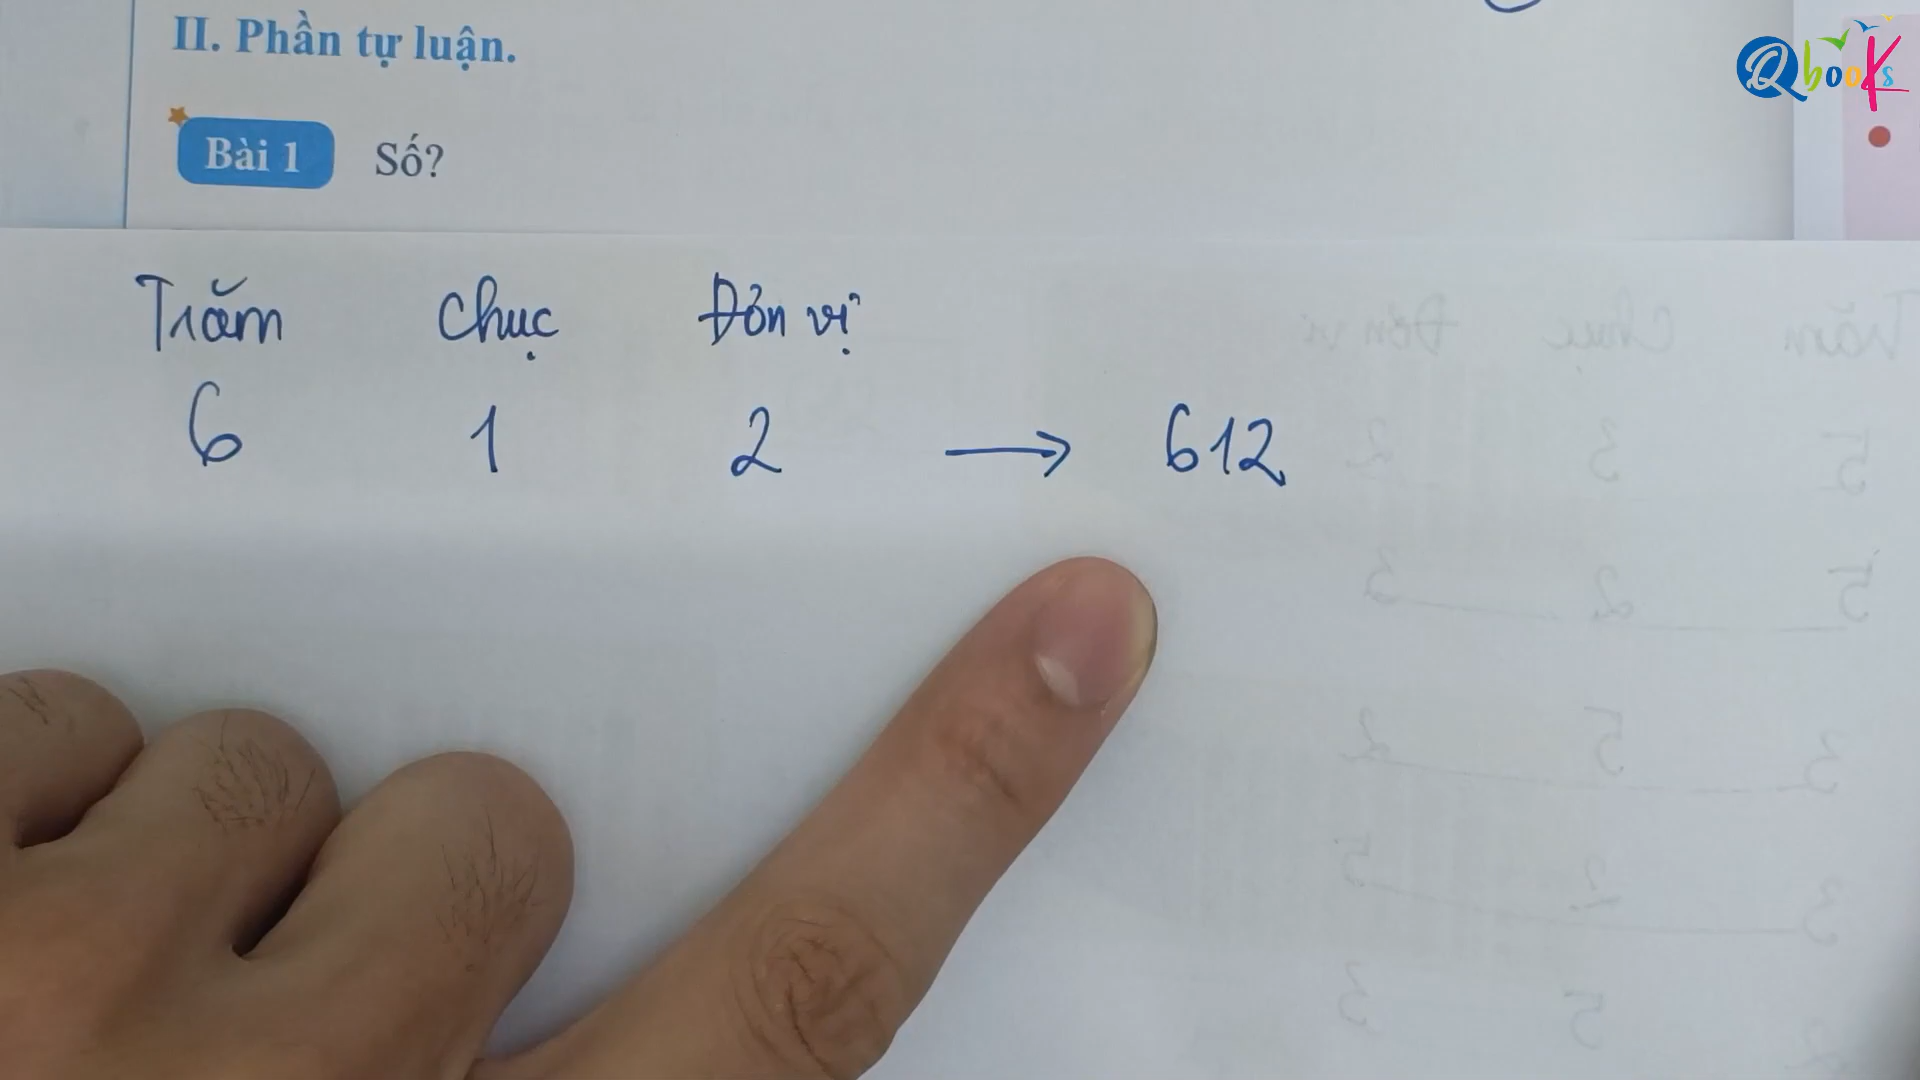 II. Phần tự luận.
Qbooks
Bài 1 Số?
Trăm Chục Đơn vị
6 1 2 → 612